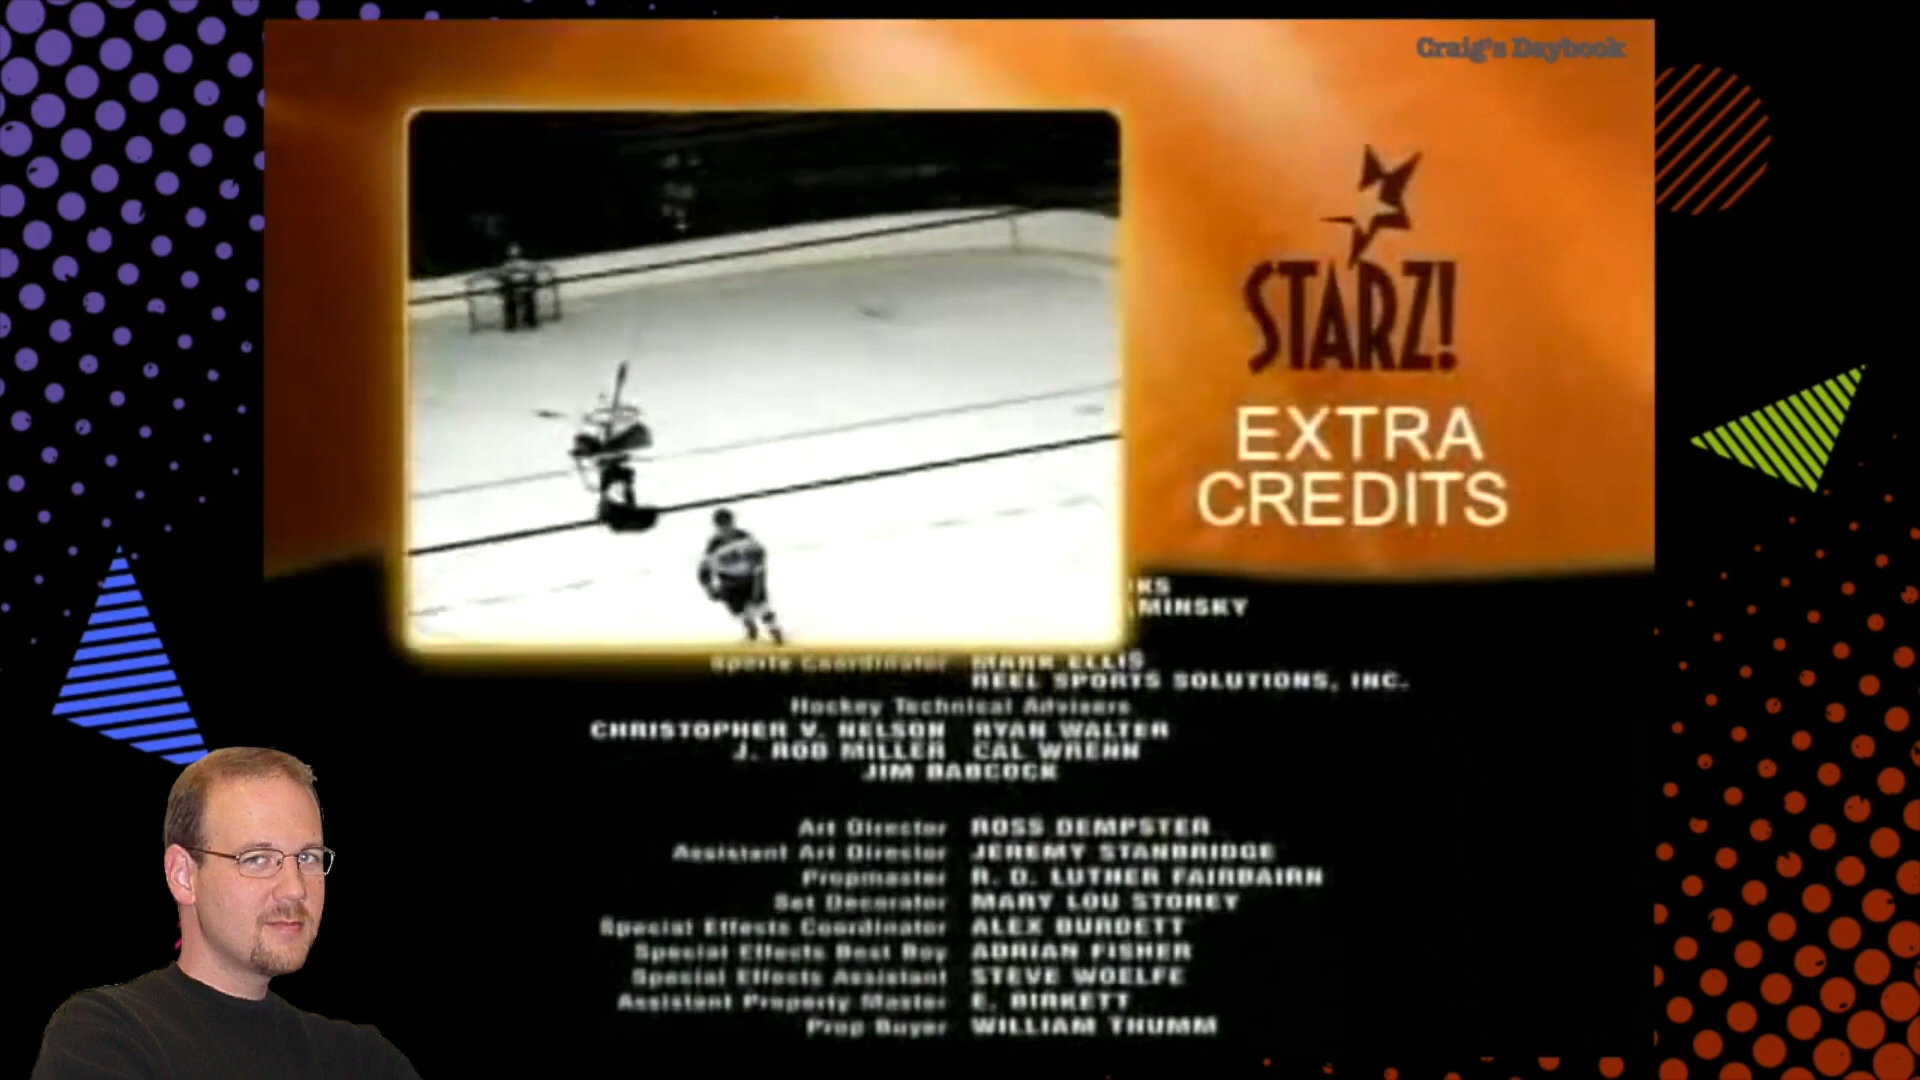 Craig's Daybook
STARZ!
EXTRA
CREDITS
MINSKY
Sports Coordinator MARK ELLIS
REEL SPORTS SOLUTIONS, INC.
Hockey Technical Advisors
CHRISTOPHER V. NELSON RYAN WALTER
J. ROB MILLER CAL WRENN
JIM BABCOCK
Art Director ROSS DEMPSTER
Assistant Art Director JEREMY STANBRIDGE
Propmaster R. D. LUTHER FAIRBAIRN
Set Decorator MARY LOU STOREY
Special Effects Coordinator ALEX BURDETT
Special Effects Best Boy ADRIAN FISHER
Special Effects Assistant STEVE WOELFE
Assistant Property Master E. BIRKETT
Prop Buyer WILLIAM THUMM